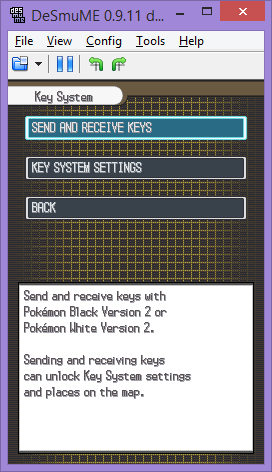 DeSmuME 0.9.11 d...
File View Config Tools Help
Key System
SEND AND RECEIVE KEYS
KEY SYSTEM SETTINGS
BACK
Send and receive keys with
Pokémon Black Version 2 or
Pokémon White Version 2.
Sending and receiving keys
can unlock Key System settings
and places on the map.